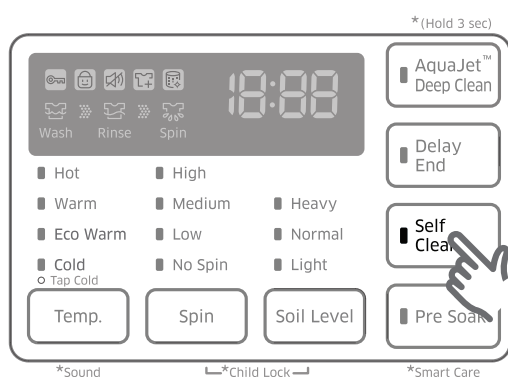 *(Hold 3 sec)
AquaJet™
Deep Clean
18:88
Wash Rinse Spin
Delay
End
Hot High
Warm Medium Heavy
Self
Clean
Eco Warm Low Normal
Cold No Spin Light
Tap Cold
Temp. Spin Soil Level Pre Soak
*Sound *Child Lock *Smart Care